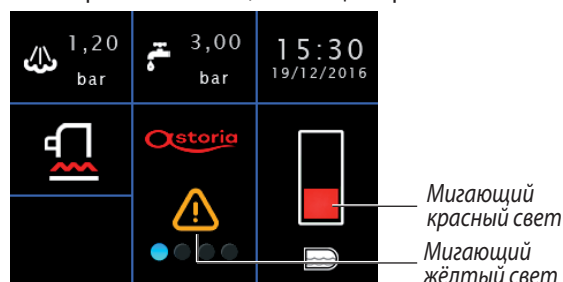 1,20
bar
3,00
bar
15:30
19/12/2016
astoria
Мигающий
красный свет
Мигающий
жёлтый свет